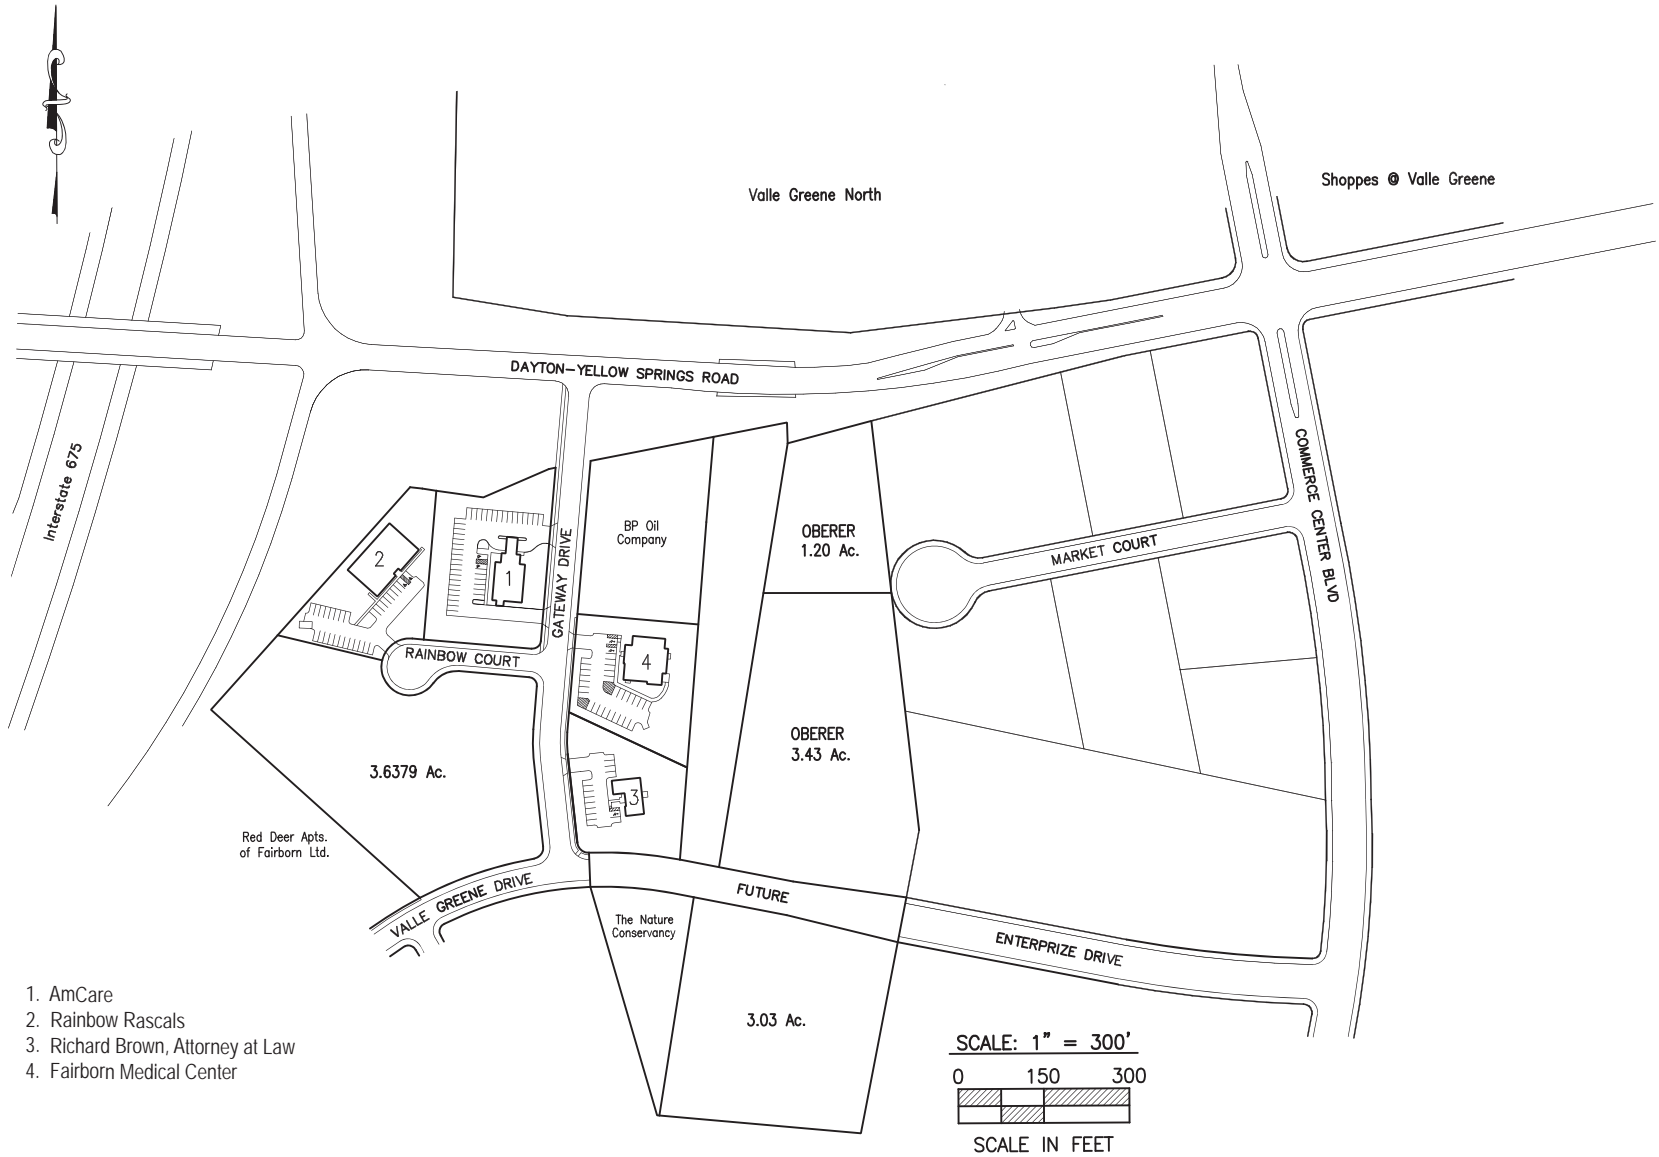 Valle Greene North
Shoppes @ Valle Greene
DAYTON-YELLOW SPRINGS ROAD
Interstate 675
COMMERCE CENTER BLVD
GATEWAY DRIVE
BP Oil
Company
OBERER
1.20 Ac.
MARKET COURT
2
1
RAINBOW COURT
4
OBERER
3.43 Ac.
3.6379 Ac.
3
Red Deer Apts.
of Fairborn Ltd.
VALLE GREENE DRIVE
FUTURE
The Nature
Conservancy
ENTERPRIZE DRIVE
3.03 Ac.
1. AmCare
2. Rainbow Rascals
3. Richard Brown, Attorney at Law
4. Fairborn Medical Center
SCALE: 1" = 300'
0 150 300
SCALE IN FEET